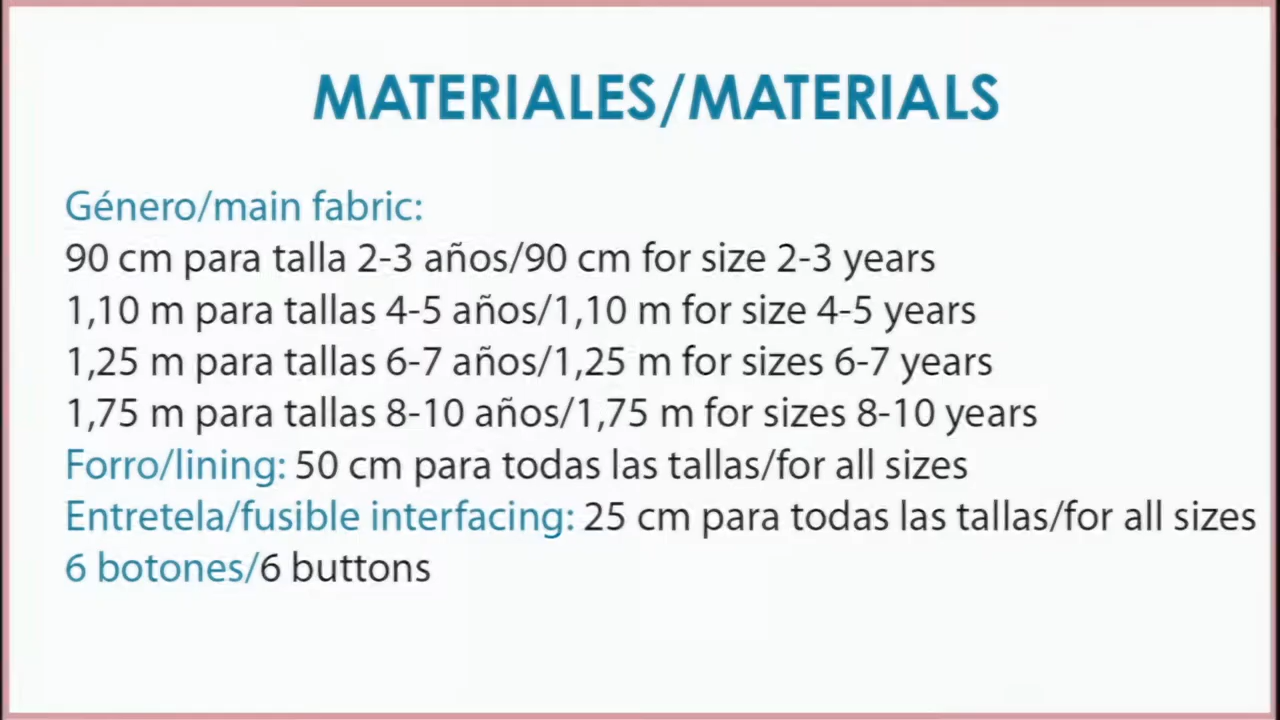 MATERIALES/MATERIALS
Género/main fabric:
90 cm para talla 2-3 años/90 cm for size 2-3 years
1,10 m para tallas 4-5 años/1,10 m for size 4-5 years
1,25 m para tallas 6-7 años/1,25 m for sizes 6-7 years
1,75 m para tallas 8-10 años/1,75 m for sizes 8-10 years
Forro/lining: 50 cm para todas las tallas/for all sizes
Entretela/fusible interfacing: 25 cm para todas las tallas/for all sizes
6 botones/6 buttons